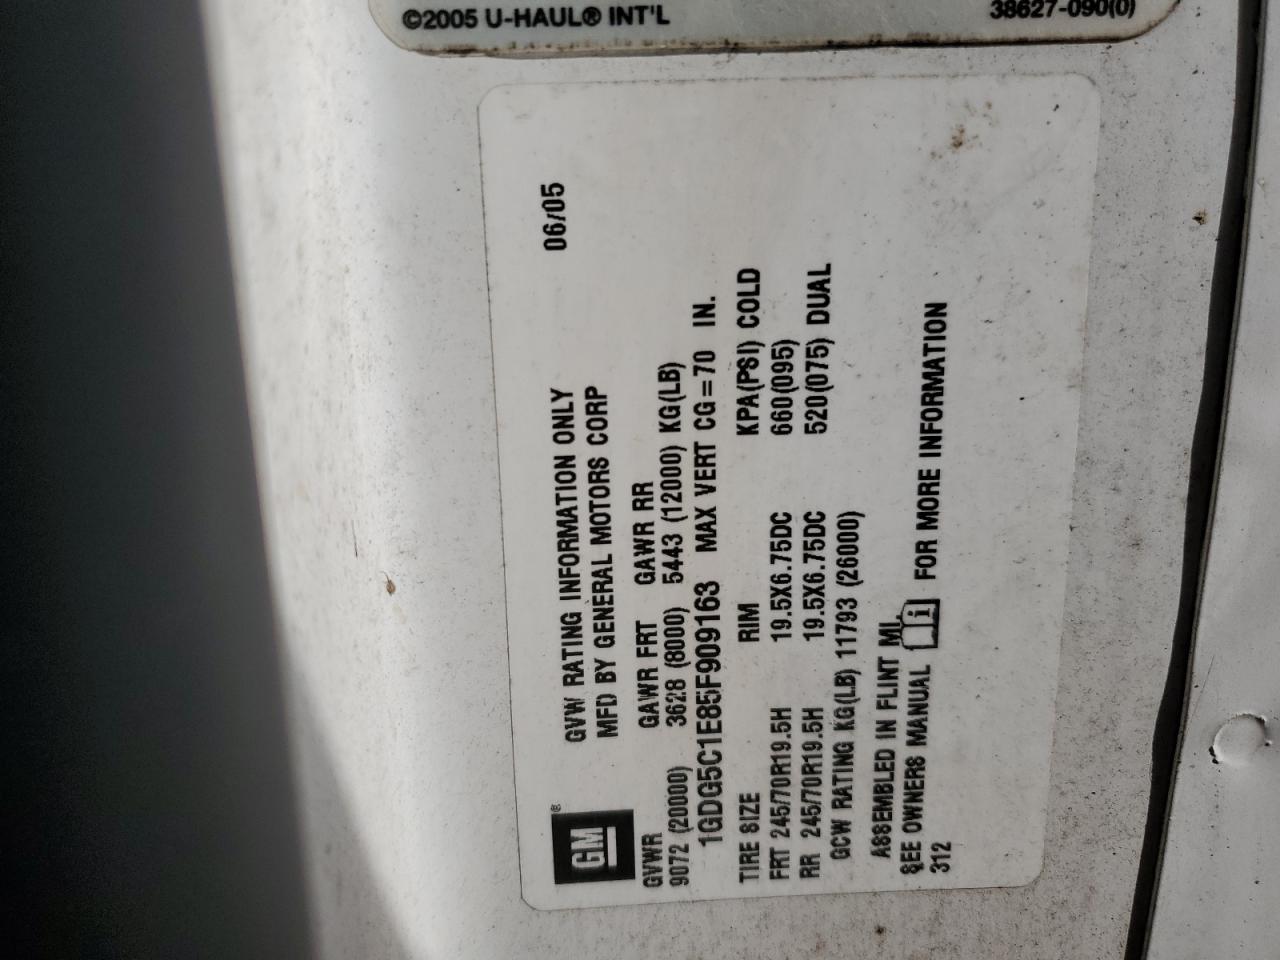 ©2005 U-HAUL® INT'L 38627-090(0)
GM®
GVW RATING INFORMATION ONLY 06/05
MFD BY GENERAL MOTORS CORP
GVWR GAWR FRT GAWR RR
9072 (20000) 3628 (8000) 5443 (12000) KG(LB)
1GDG5C1E85F909163 MAX VERT CG=70 IN.
TIRE SIZE RIM KPA(PSI) COLD
FRT 245/70R19.5H 19.5X6.75DC 660(095)
RR 245/70R19.5H 19.5X6.75DC 520(075) DUAL
GCW RATING KG(LB) 11793 (26000)
ASSEMBLED IN FLINT MI.
SEE OWNERS MANUAL i FOR MORE INFORMATION
312